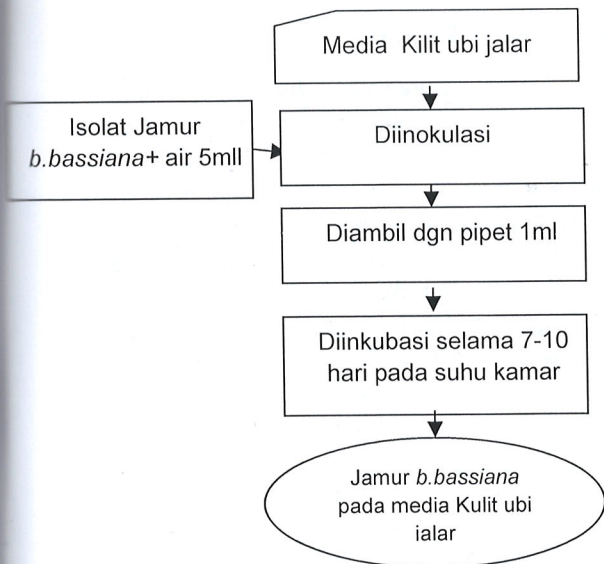 Media Kilit ubi jalar
Isolat Jamur
b.bassiana+ air 5mll
Diinokulasi
Diambil dgn pipet 1ml
Diinkubasi selama 7-10
hari pada suhu kamar
Jamur b.bassiana
pada media Kulit ubi
ialar